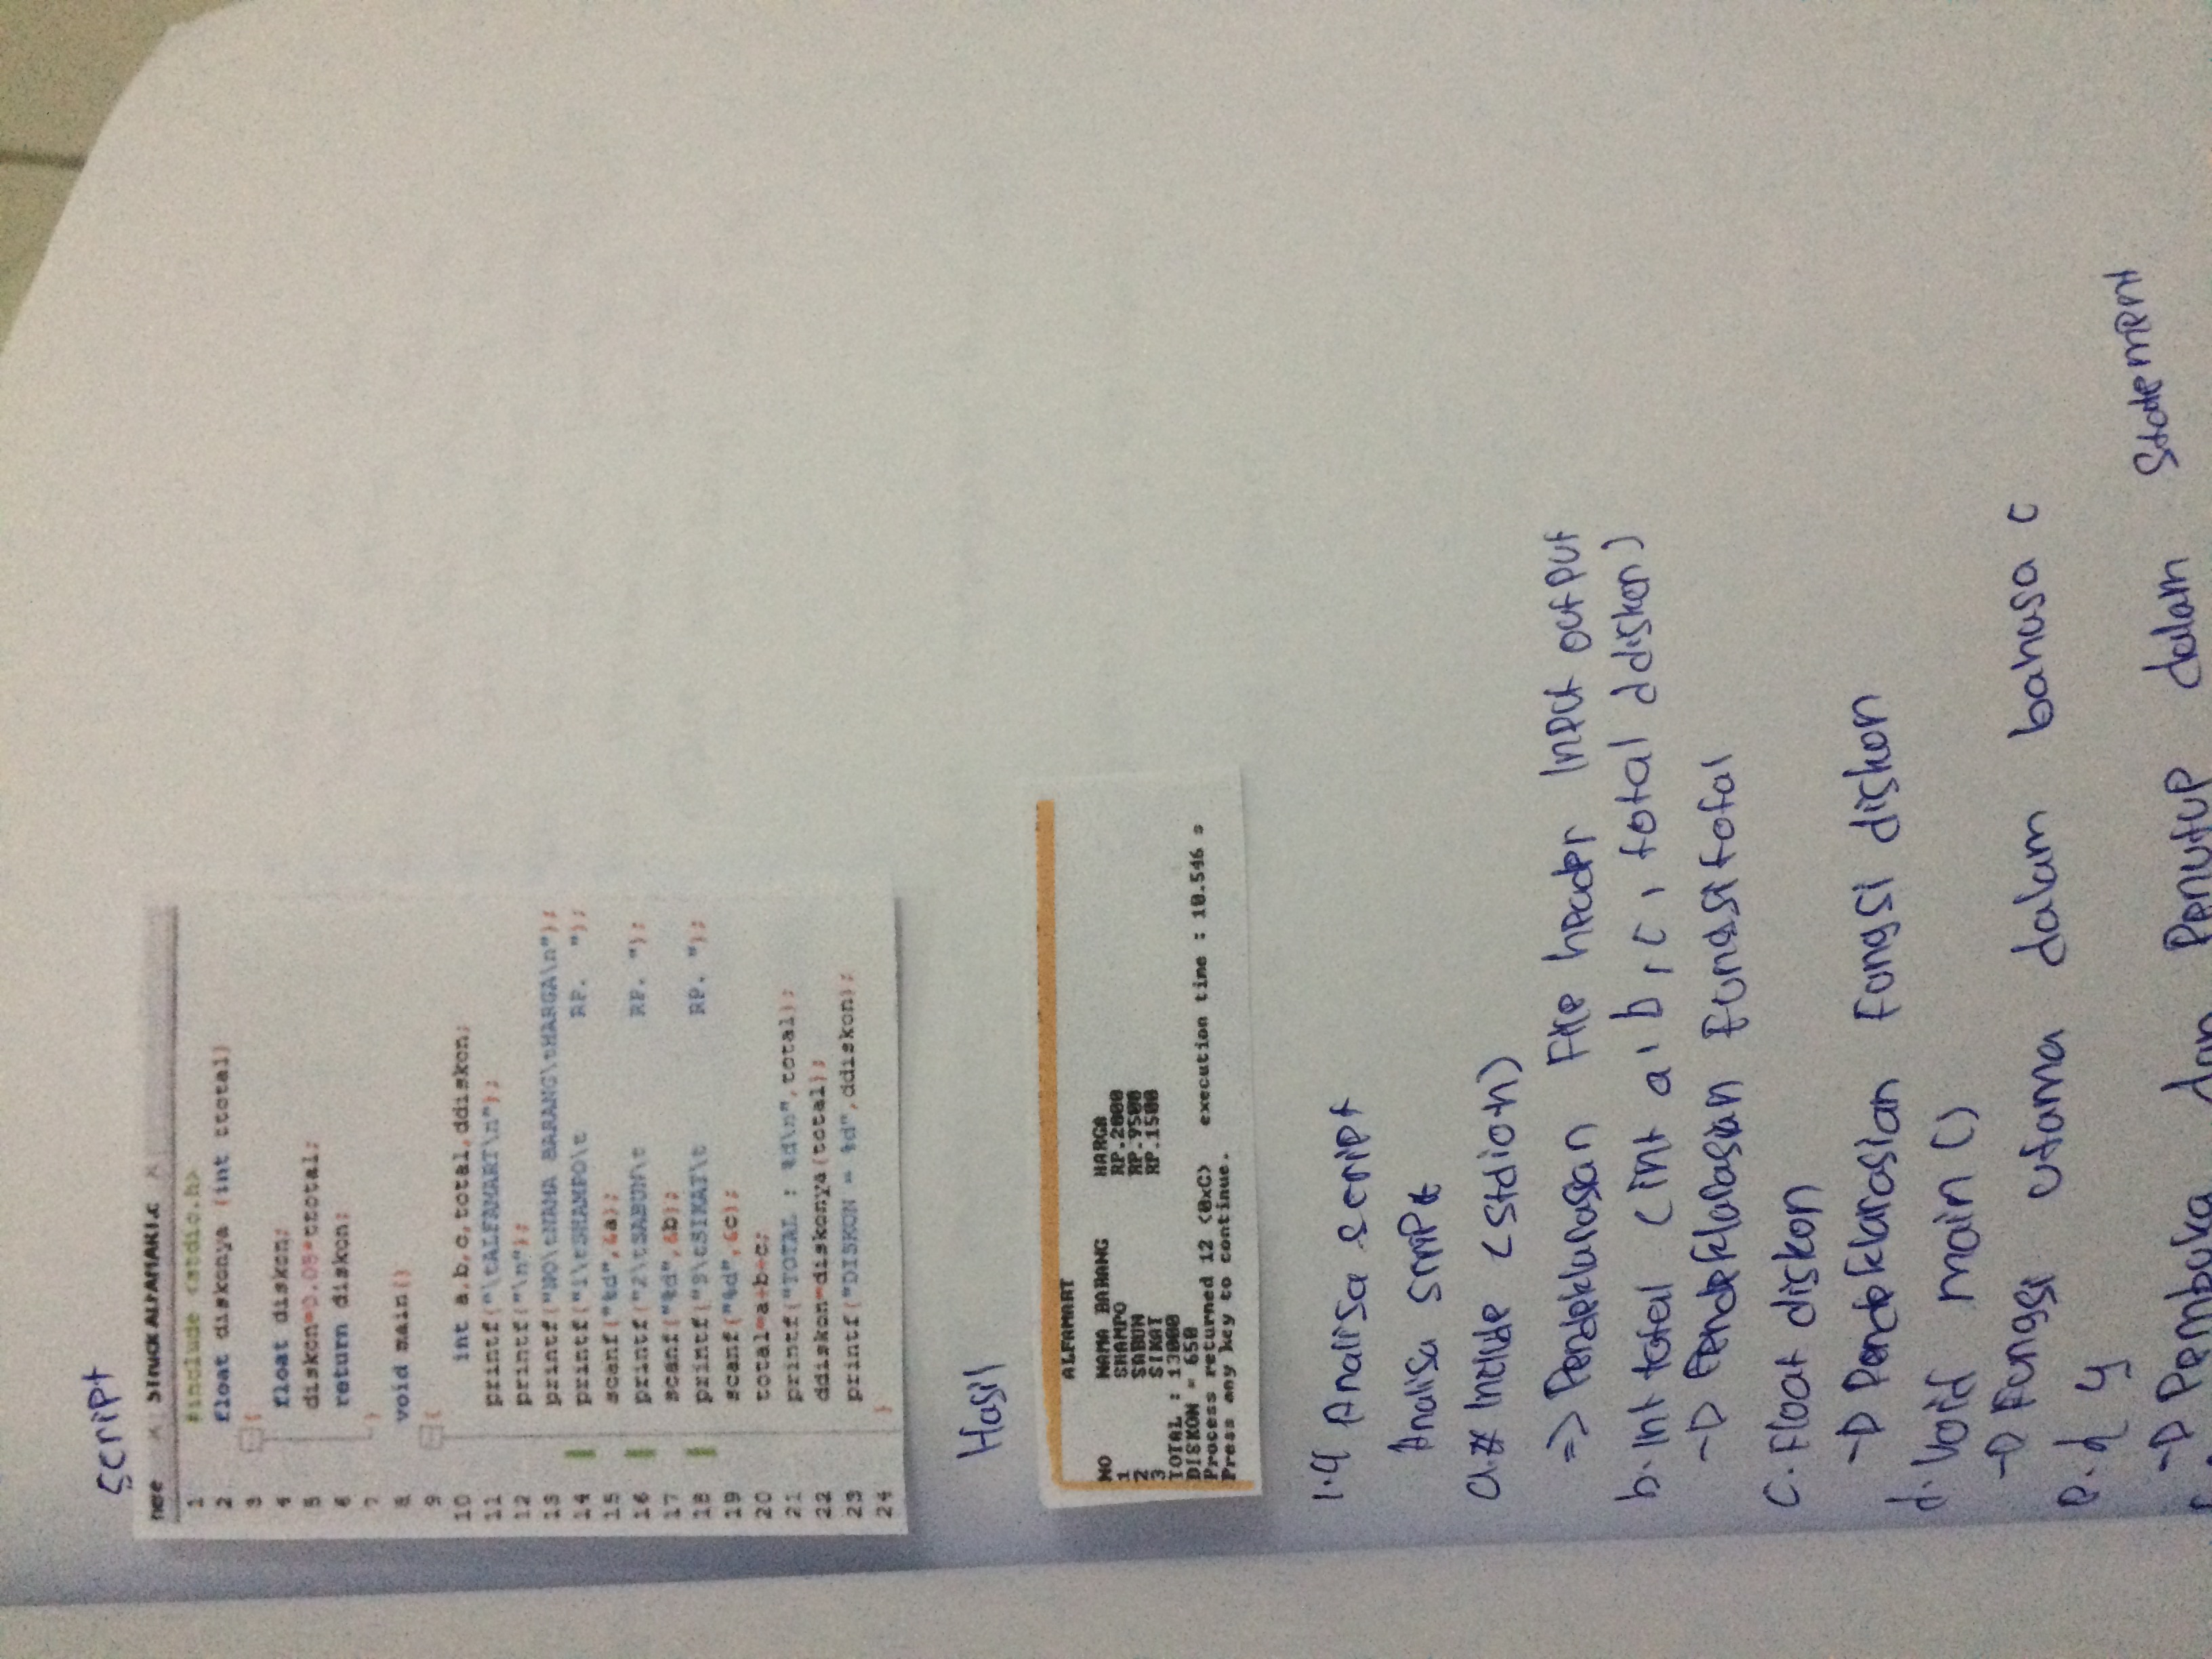 script
here × STruck ALFAMART.c ×
1 #include <stdio.h>
2 float diskonya (int ttotal)
3 {
4 float diskon;
5 diskon=0.05*ttotal;
6 return diskon;
7 }
8 void main()
9 {
10 int a,b,c,total,ddiskon;
11 printf("\tALFAMART\n");
12 printf("\n");
13 printf("NO\tNAMA BARANG\tHARGA\n");
14 printf("1\tSHAMPO\t RP. ");
15 scanf("%d",&a);
16 printf("2\tSABUN\t RP. ");
17 scanf("%d",&b);
18 printf("3\tSIKAT\t RP. ");
19 scanf("%d",&c);
20 total=a+b+c;
21 printf("TOTAL : %d\n",total);
22 ddiskon=diskonya(total);
23 printf("DISKON = %d",ddiskon);
24 }
Hasil
ALFAMART
NO NAMA BARANG HARGA
1 SHAMPO RP.2000
2 SABUN RP.9500
3 SIKAT RP.1500
TOTAL : 13000
DISKON = 650
Process returned 12 (0xC) execution time : 10.546 s
Press any key to continue.
1.4 Analisa script
Analisa script
a. # Include (stdio.h)
=> Pendeklarasian File header Input output
b. Int total (int a, b, c, total ddiskon)
-D Pendeklarasian Fungsi total
c. Float diskon
-D Pendeklarasian Fungsi diskon
d. Void main ()
-D Fungsi utama dalam bahasa c
e. { }
-D Pembuka dan Penutup dalam Statement